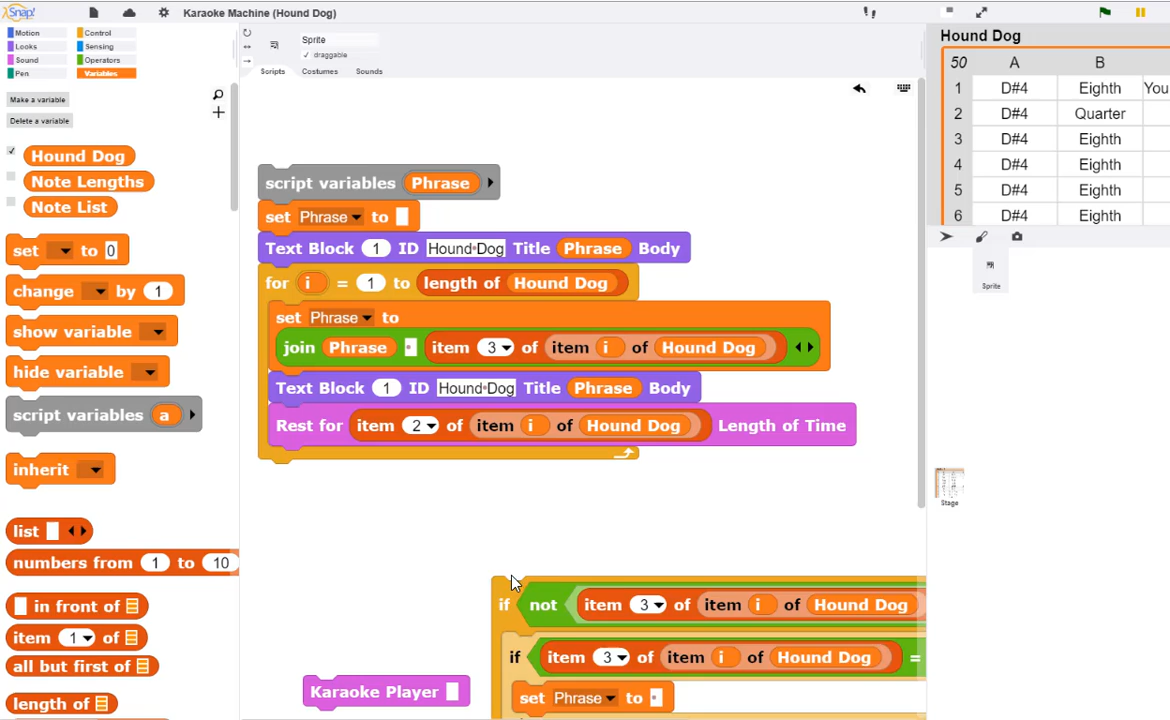 Snap!
Karaoke Machine (Hound Dog)
Motion
Control
Looks
Sensing
Sound
Operators
Pen
Variables
Make a variable
Delete a variable
Hound Dog
Note Lengths
Note List
set to 0
change by 1
show variable
hide variable
script variables a
inherit
list
numbers from 1 to 10
in front of
item 1 of
all but first of
length of
Sprite
draggable
Scripts Costumes Sounds
script variables Phrase
set Phrase to
Text Block 1 ID Hound Dog Title Phrase Body
for i = 1 to length of Hound Dog
set Phrase to
join Phrase item 3 of item i of Hound Dog
Text Block 1 ID Hound Dog Title Phrase Body
Rest for item 2 of item i of Hound Dog Length of Time
if not item 3 of item i of Hound Dog
if item 3 of item i of Hound Dog =
set Phrase to
Karaoke Player
Hound Dog
50 A B
1 D#4 Eighth You
2 D#4 Quarter
3 D#4 Eighth
4 D#4 Eighth
5 D#4 Eighth
6 D#4 Eighth
Sprite
Stage